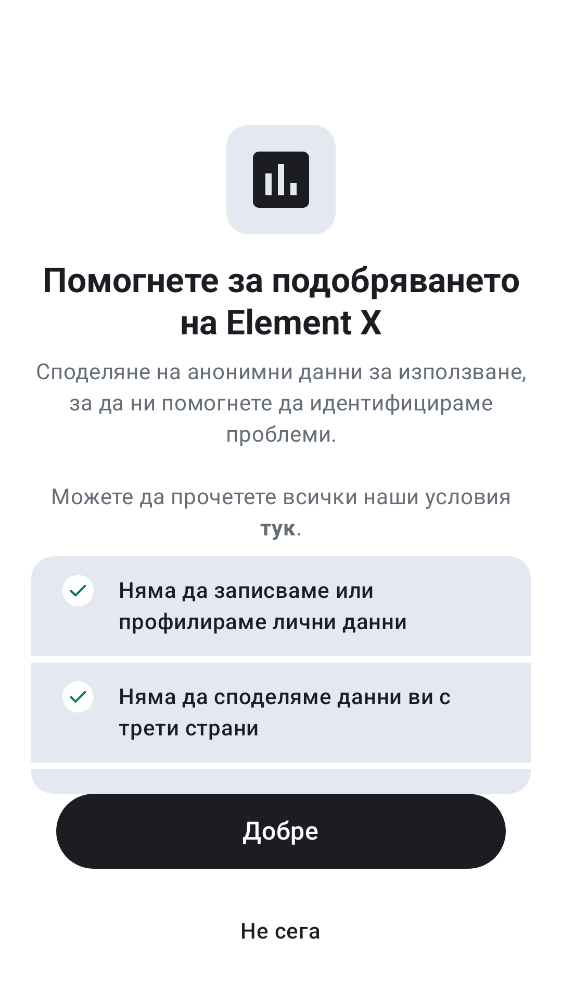 Помогнете за подобряването
на Element X
Споделяне на анонимни данни за използване,
за да ни помогнете да идентифицираме
проблеми.
Можете да прочетете всички наши условия
тук.
Няма да записваме или
профилираме лични данни
Няма да споделяме данни ви с
трети страни
Добре
Не сега